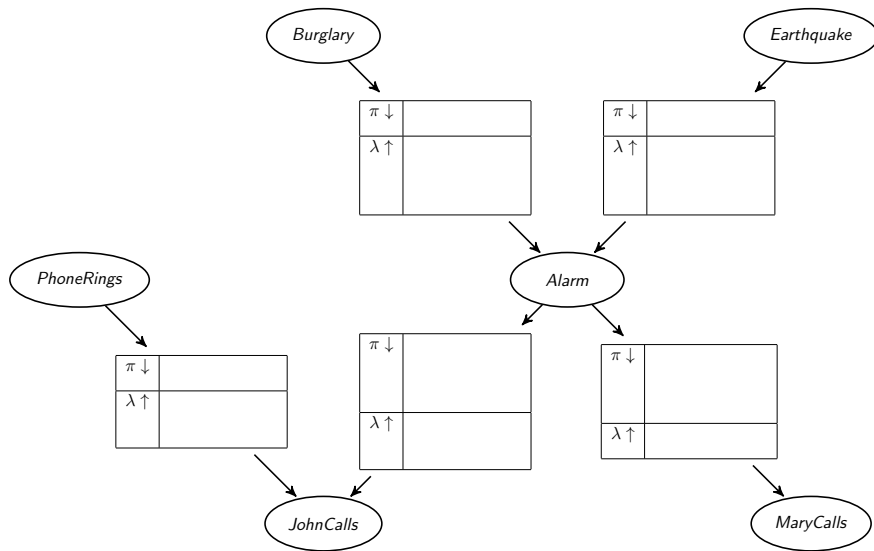 Burglary
Earthquake
π ↓
λ ↑
π ↓
λ ↑
PhoneRings
Alarm
π ↓
λ ↑
π ↓
λ ↑
π ↓
λ ↑
JohnCalls
MaryCalls